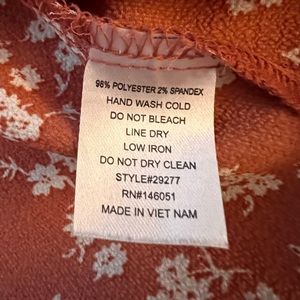 98% POLYESTER 2% SPANDEX
HAND WASH COLD
DO NOT BLEACH
LINE DRY
LOW IRON
DO NOT DRY CLEAN
STYLE#29277
RN#146051
MADE IN VIET NAM